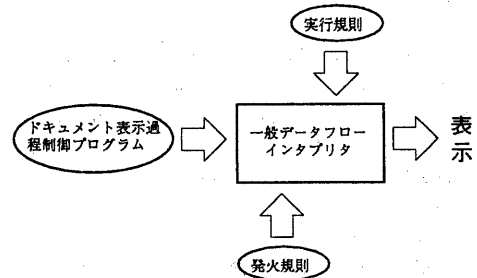 実行規則
ドキュメント表示過
程制御プログラム
一般データフロー
インタプリタ
表
示
発火規則